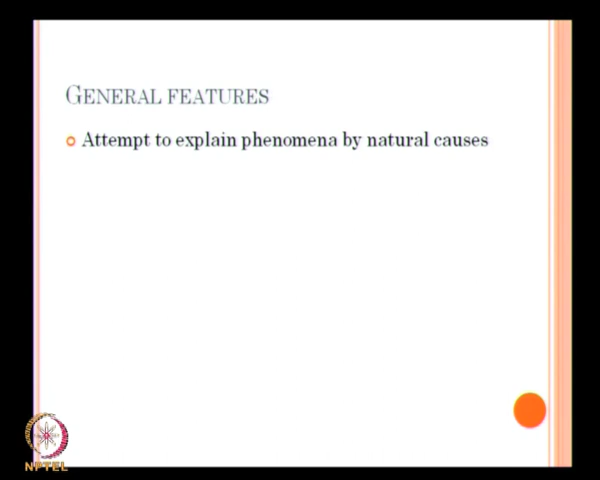 GENERAL FEATURES
Attempt to explain phenomena by natural causes
NPTEL